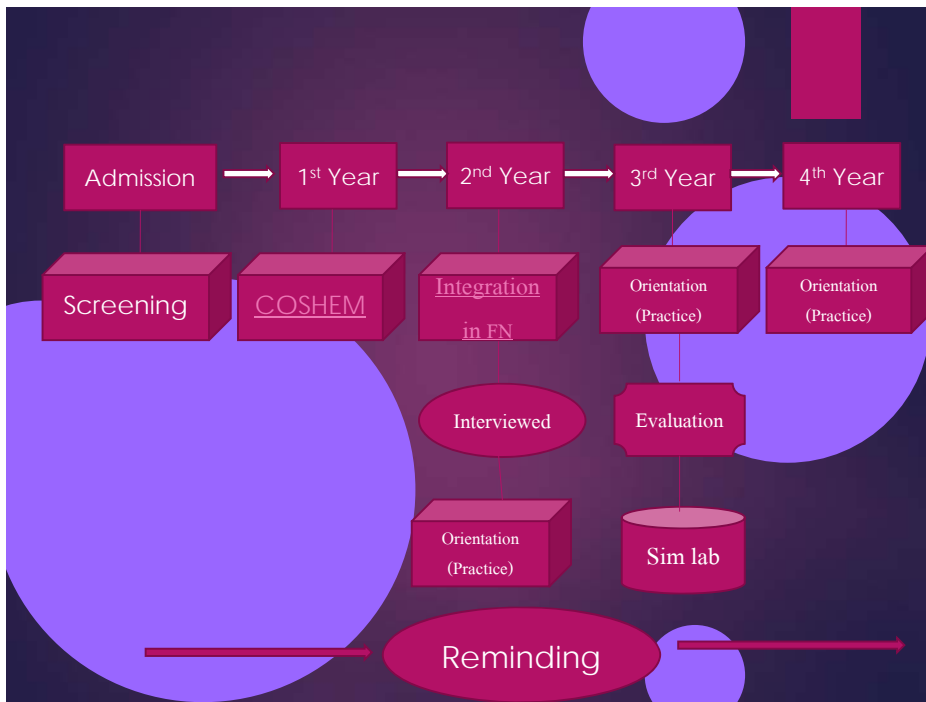 Admission
1st Year
2nd Year
3rd Year
4th Year
Screening
COSHEM
Integration
in FN
Orientation
(Practice)
Orientation
(Practice)
Interviewed
Evaluation
Orientation
(Practice)
Sim lab
Reminding